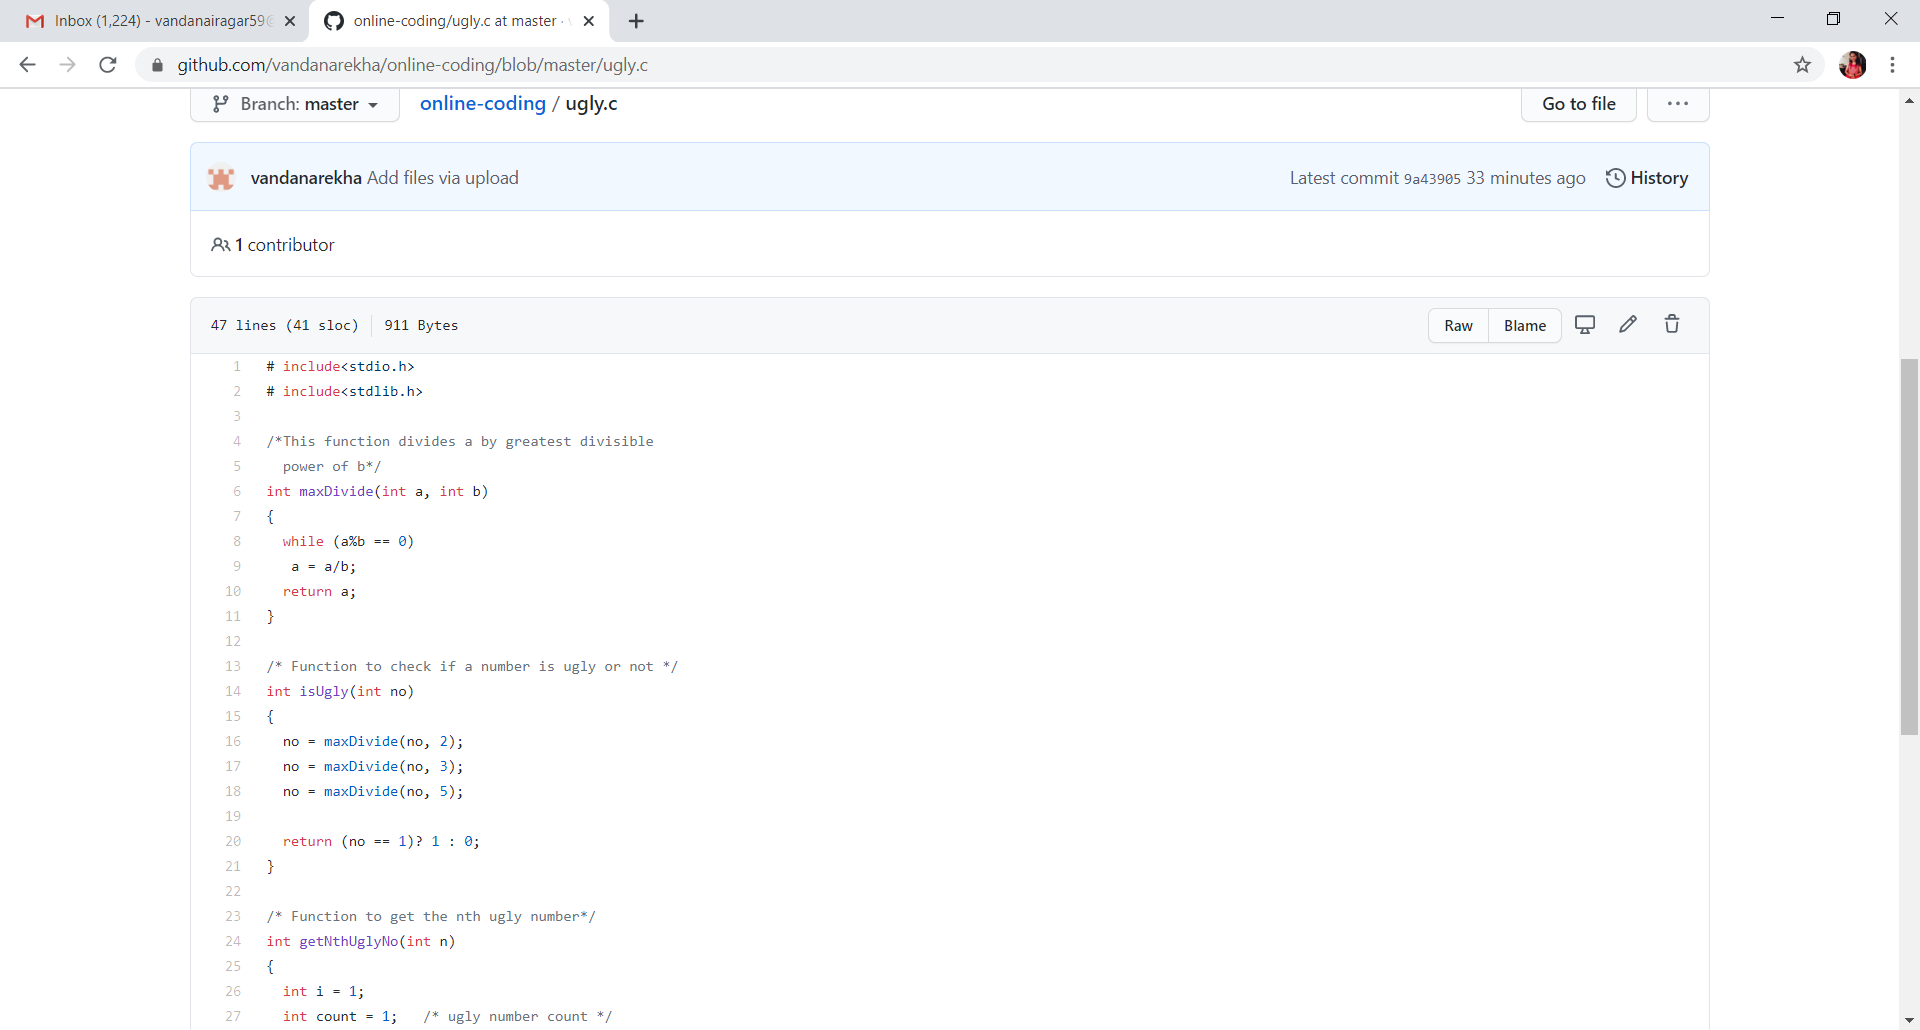 Inbox (1,224) - vandanairagar59@
online-coding/ugly.c at master ·
github.com/vandanarekha/online-coding/blob/master/ugly.c
Branch: master
online-coding / ugly.c
Go to file
...
vandanarekha Add files via upload
Latest commit 9a43905 33 minutes ago
History
1 contributor
47 lines (41 sloc)
911 Bytes
Raw
Blame
1 # include<stdio.h>
2 # include<stdlib.h>
3
4 /*This function divides a by greatest divisible
5   power of b*/
6 int maxDivide(int a, int b)
7 {
8   while (a%b == 0)
9    a = a/b;
10   return a;
11 }
12
13 /* Function to check if a number is ugly or not */
14 int isUgly(int no)
15 {
16   no = maxDivide(no, 2);
17   no = maxDivide(no, 3);
18   no = maxDivide(no, 5);
19
20   return (no == 1)? 1 : 0;
21 }
22
23 /* Function to get the nth ugly number*/
24 int getNthUglyNo(int n)
25 {
26   int i = 1;
27   int count = 1;   /* ugly number count */